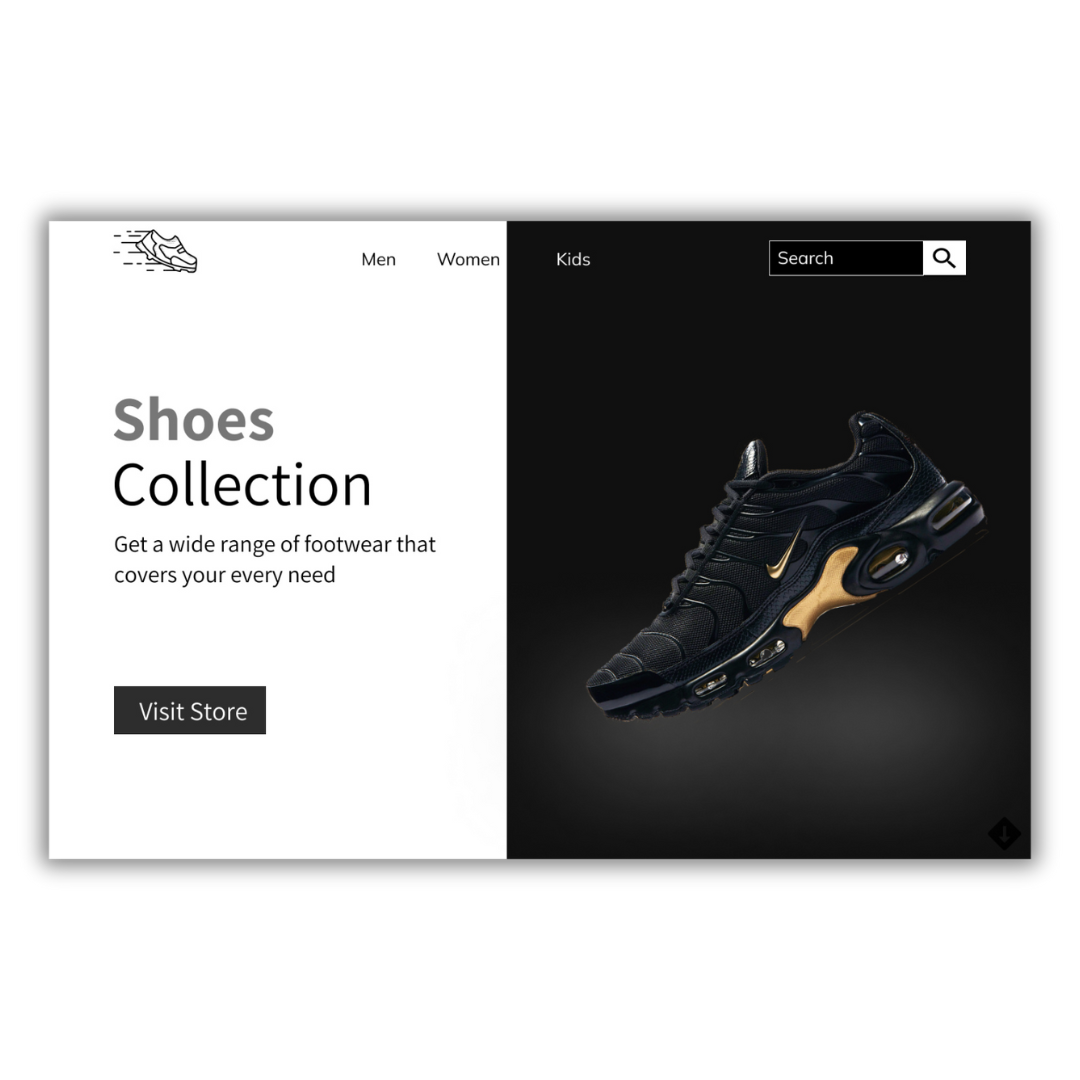 Men Women Kids Search
Shoes
Collection
Get a wide range of footwear that
covers your every need
Visit Store